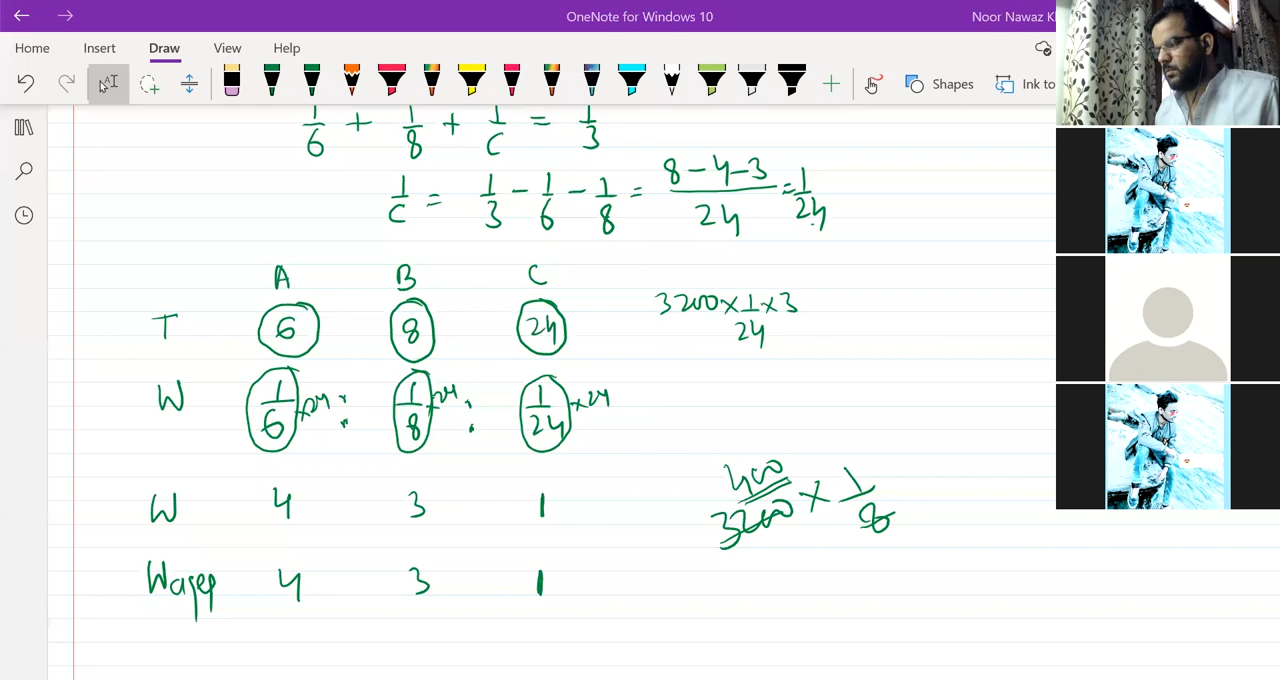 OneNote for Windows 10
Noor Nawaz Kh
Home Insert Draw View Help
Shapes Ink to
1/6 + 1/8 + 1/C = 1/3
1/C = 1/3 - 1/6 - 1/8 = (8-4-3)/24 = 1/24
A B C
T 6 8 24
3200 × 1/24 × 3
W 1/6 ×24 : 1/8 ×24 : 1/24 ×24
400
3200 × 1/8
W 4 3 1
Wages 4 3 1